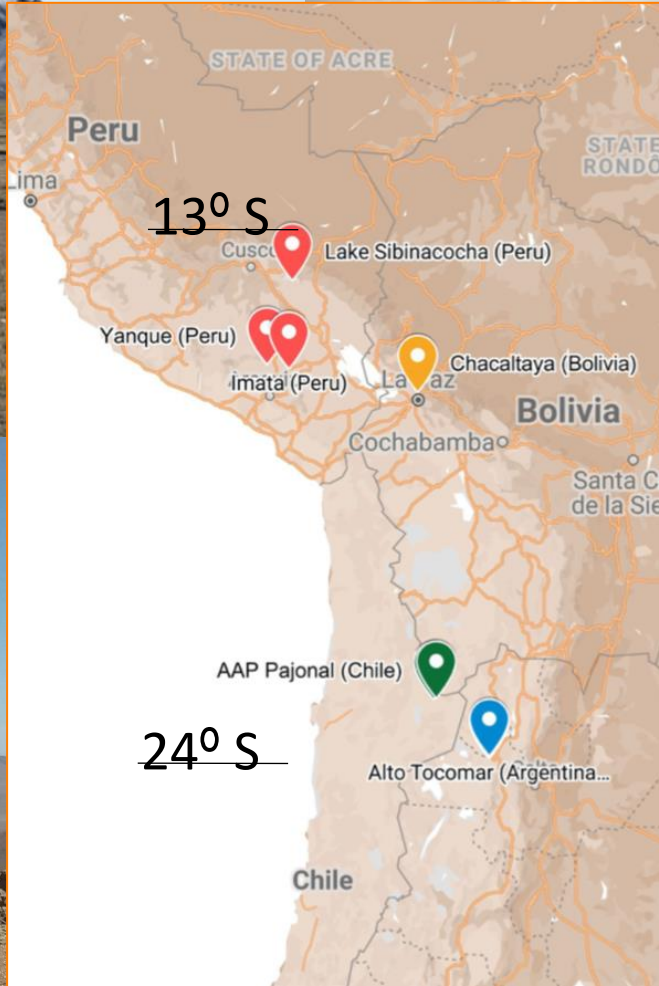 STATE OF ACRE
Peru
STATE
RONDÔ
Lima
13⁰ S
Cusco
Lake Sibinacocha (Peru)
Yanque (Peru)
Imata (Peru)
Chacaltaya (Bolivia)
La Paz
Bolivia
Cochabamba
Santa C
de la Sie
AAP Pajonal (Chile)
24⁰ S
Alto Tocomar (Argentina...
Chile